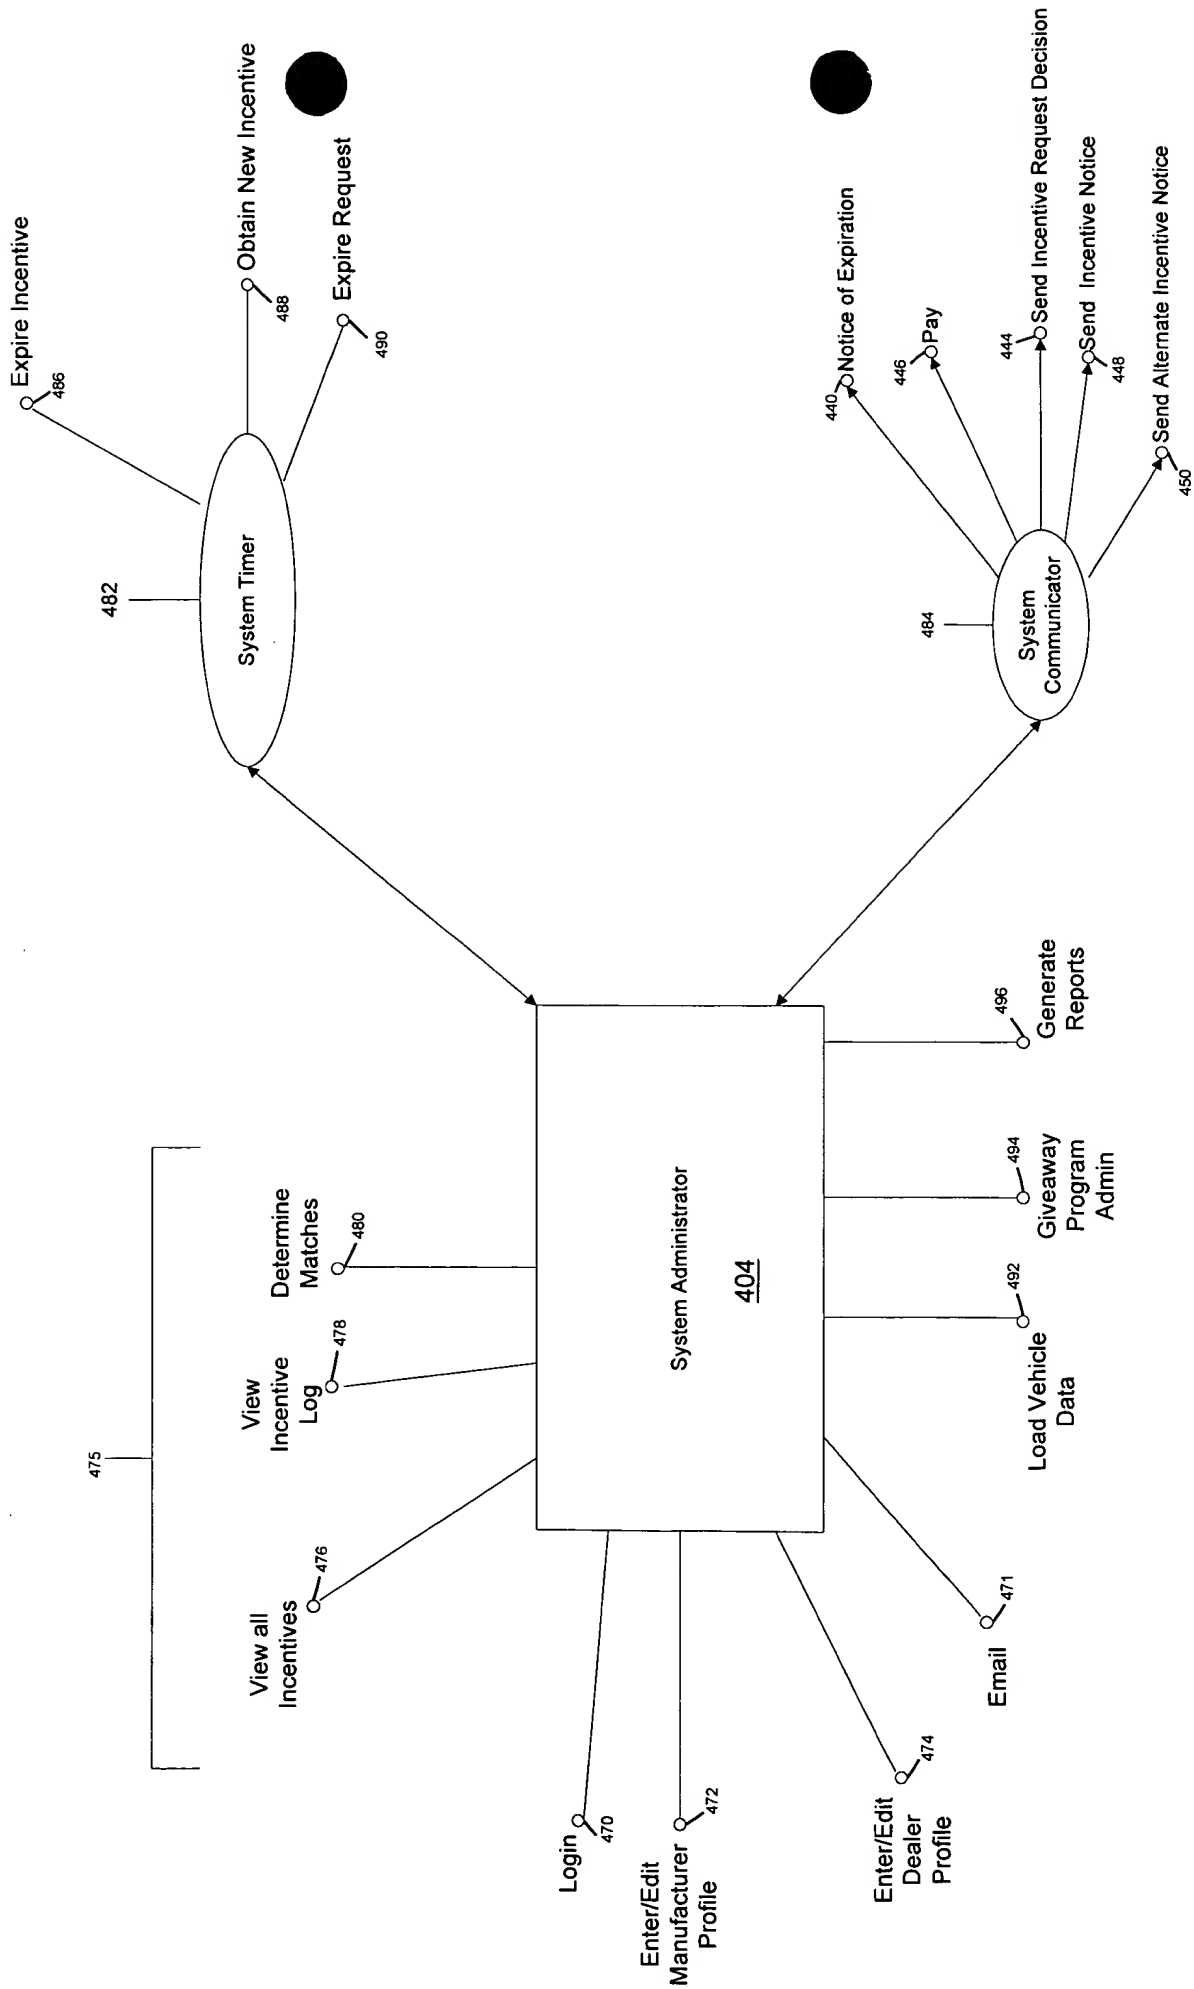 475
View all
Incentives
476
View
Incentive
Log
478
Determine
Matches
480
482
System Timer
Expire Incentive
486
Obtain New Incentive
488
Expire Request
490
Login
470
Enter/Edit
Manufacturer
Profile
472
Enter/Edit
Dealer
Profile
474
Email
471
System Administrator
404
Load Vehicle
Data
492
Giveaway
Program
Admin
494
Generate
Reports
496
484
System
Communicator
440
Notice of Expiration
446
Pay
444
Send Incentive Request Decision
Send Incentive Notice
448
Send Alternate Incentive Notice
450